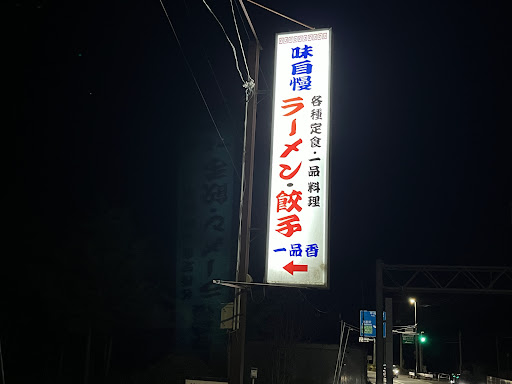 味自慢
ラーメン・餃子
各種定食・一品料理
一品香